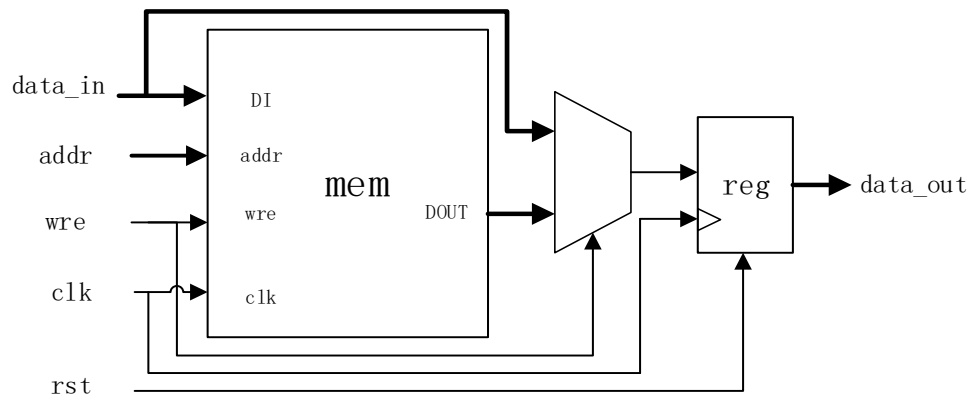 data_in
DI
addr
addr
mem
reg
data_out
wre
wre
DOUT
clk
clk
rst